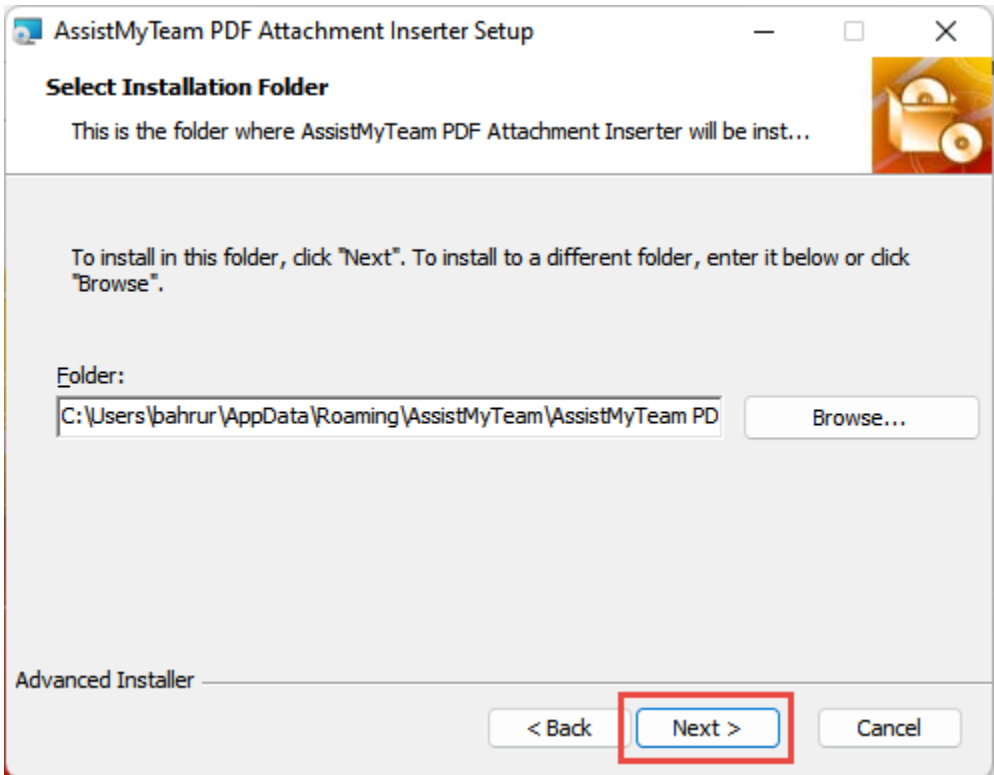 AssistMyTeam PDF Attachment Inserter Setup
Select Installation Folder
This is the folder where AssistMyTeam PDF Attachment Inserter will be inst...
To install in this folder, click "Next". To install to a different folder, enter it below or click
"Browse".
Folder:
C:\Users\bahrur\AppData\Roaming\AssistMyTeam\AssistMyTeam PD
Browse...
Advanced Installer
< Back
Next >
Cancel